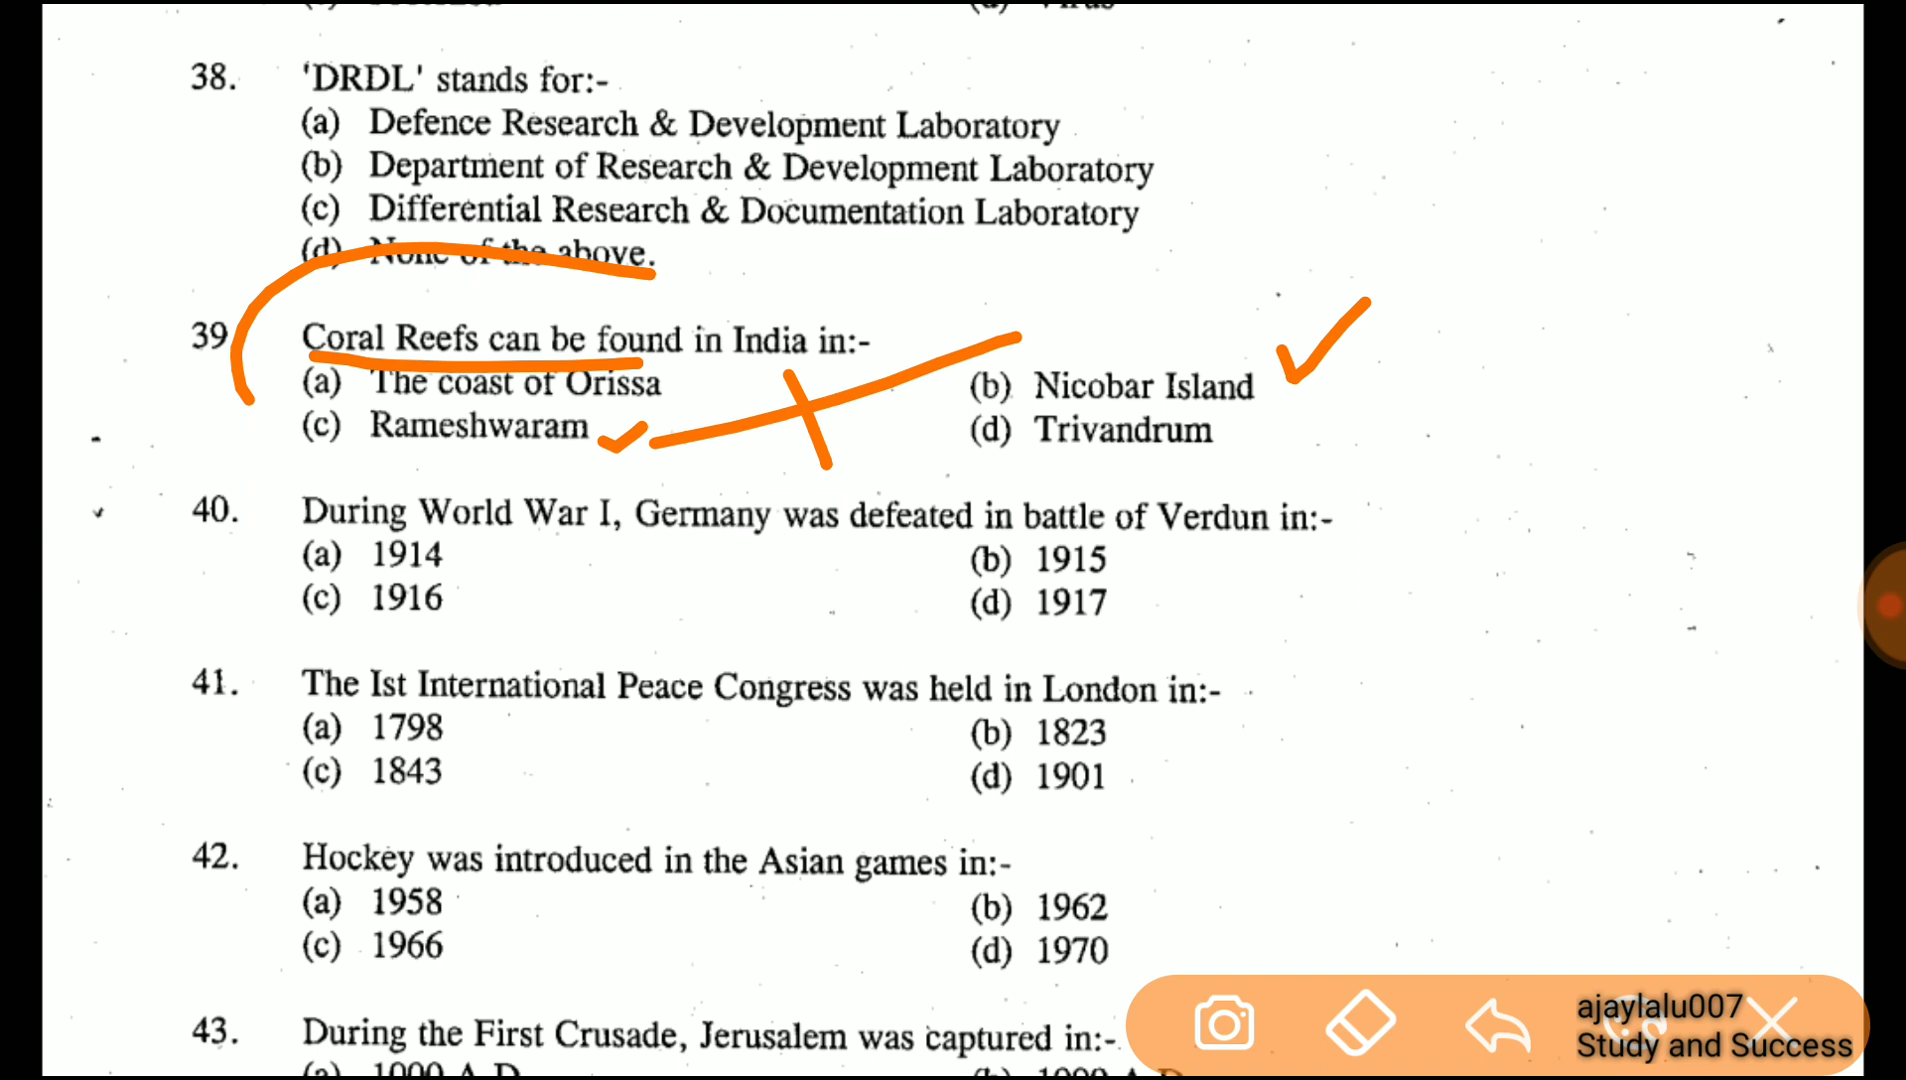 38. 'DRDL' stands for:-
(a) Defence Research & Development Laboratory
(b) Department of Research & Development Laboratory
(c) Differential Research & Documentation Laboratory
(d) None of the above.
39 Coral Reefs can be found in India in:-
(a) The coast of Orissa (b) Nicobar Island
(c) Rameshwaram (d) Trivandrum
40. During World War I, Germany was defeated in battle of Verdun in:-
(a) 1914 (b) 1915
(c) 1916 (d) 1917
41. The Ist International Peace Congress was held in London in:-
(a) 1798 (b) 1823
(c) 1843 (d) 1901
42. Hockey was introduced in the Asian games in:-
(a) 1958 (b) 1962
(c) 1966 (d) 1970
43. During the First Crusade, Jerusalem was captured in:-
ajaylalu007
Study and Success